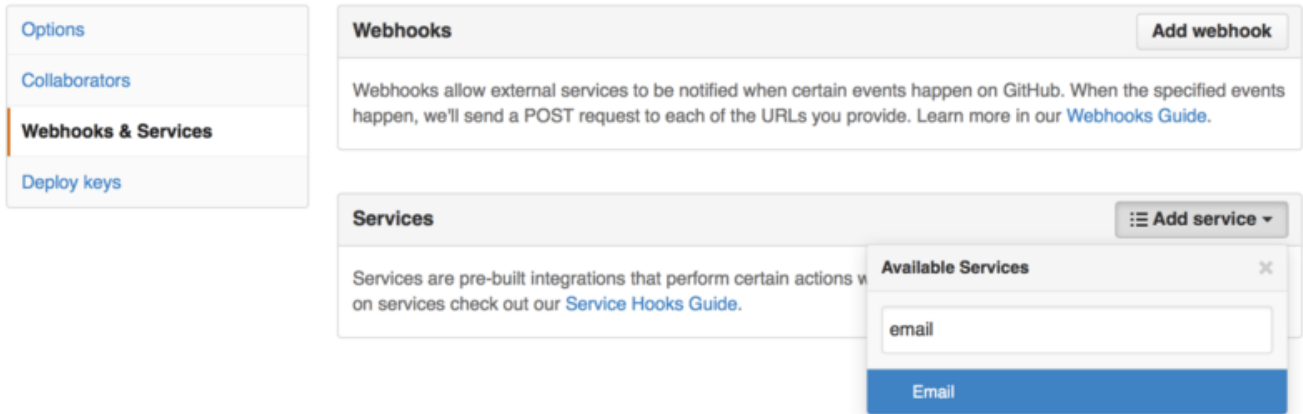 Options
Collaborators
Webhooks & Services
Deploy keys
Webhooks
Add webhook
Webhooks allow external services to be notified when certain events happen on GitHub. When the specified events
happen, we'll send a POST request to each of the URLs you provide. Learn more in our Webhooks Guide.
Services
Add service
Services are pre-built integrations that perform certain actions
on services check out our Service Hooks Guide.
Available Services
email
Email